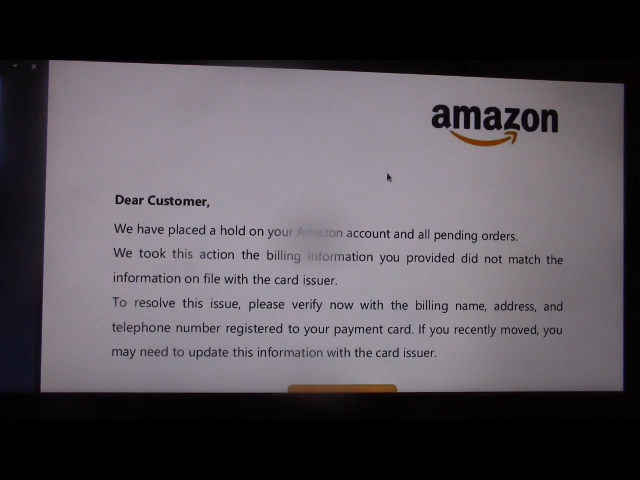 amazon
Dear Customer,
We have placed a hold on your Amazon account and all pending orders.
We took this action the billing information you provided did not match the
information on file with the card issuer.
To resolve this issue, please verify now with the billing name, address, and
telephone number registered to your payment card. If you recently moved, you
may need to update this information with the card issuer.